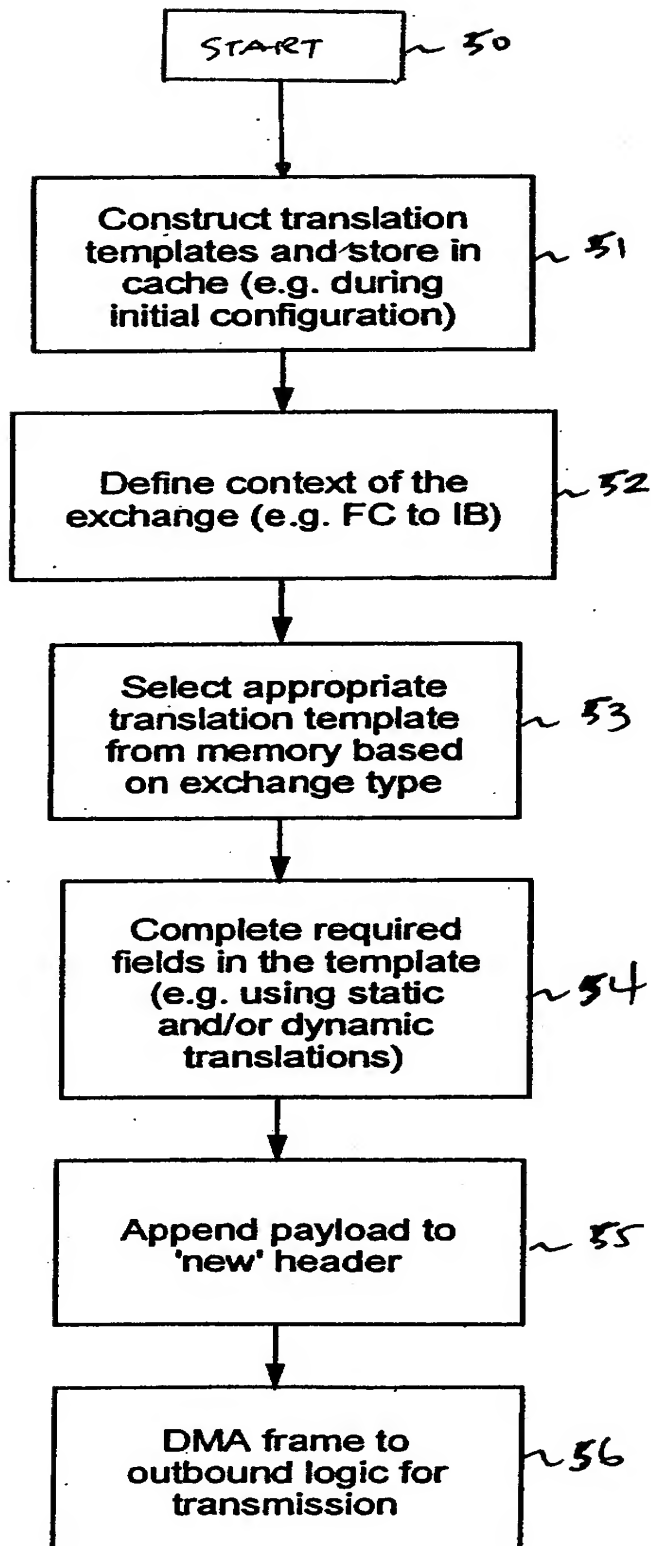 START
50
Construct translation
templates and store in
cache (e.g. during
initial configuration)
51
Define context of the
exchange (e.g. FC to IB)
52
Select appropriate
translation template
from memory based
on exchange type
53
Complete required
fields in the template
(e.g. using static
and/or dynamic
translations)
54
Append payload to
'new' header
55
DMA frame to
outbound logic for
transmission
56